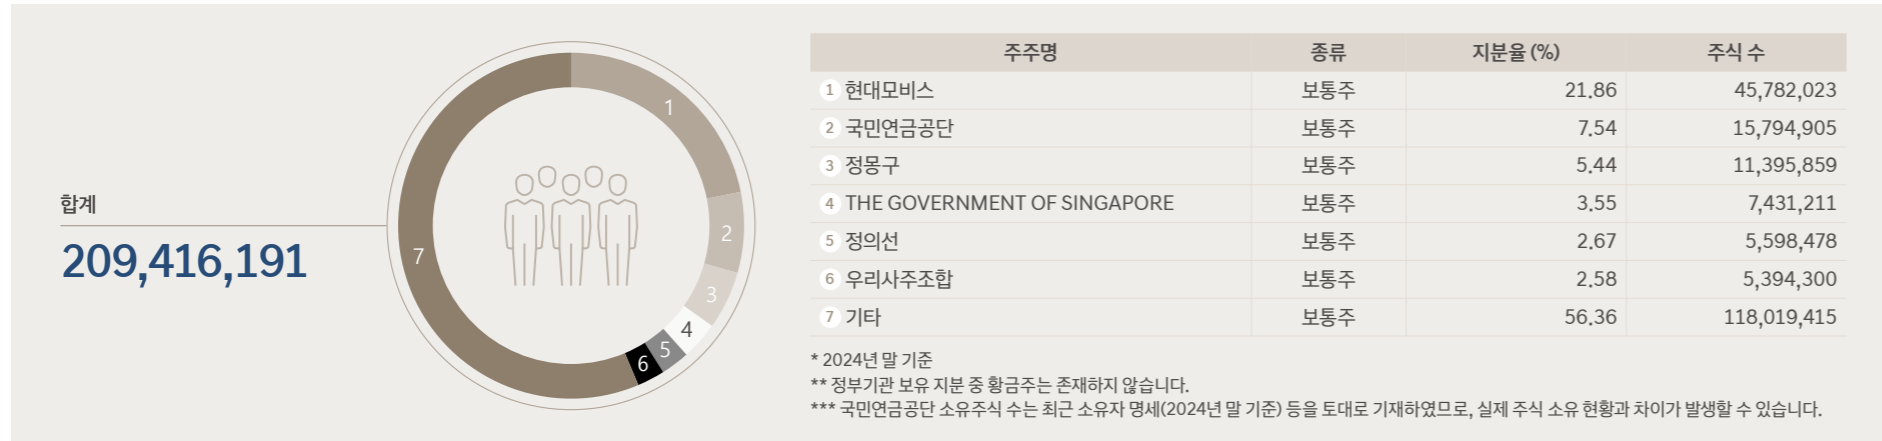 합계
209,416,191
1
2
3
4
5
6
7
주주명 종류 지분율 (%) 주식 수
1 현대모비스 보통주 21.86 45,782,023
2 국민연금공단 보통주 7.54 15,794,905
3 정몽구 보통주 5.44 11,395,859
4 THE GOVERNMENT OF SINGAPORE 보통주 3.55 7,431,211
5 정의선 보통주 2.67 5,598,478
6 우리사주조합 보통주 2.58 5,394,300
7 기타 보통주 56.36 118,019,415
* 2024년 말 기준
** 정부기관 보유 지분 중 황금주는 존재하지 않습니다.
*** 국민연금공단 소유주식 수는 최근 소유자 명세(2024년 말 기준) 등을 토대로 기재하였므로, 실제 주식 소유 현황과 차이가 발생할 수 있습니다.